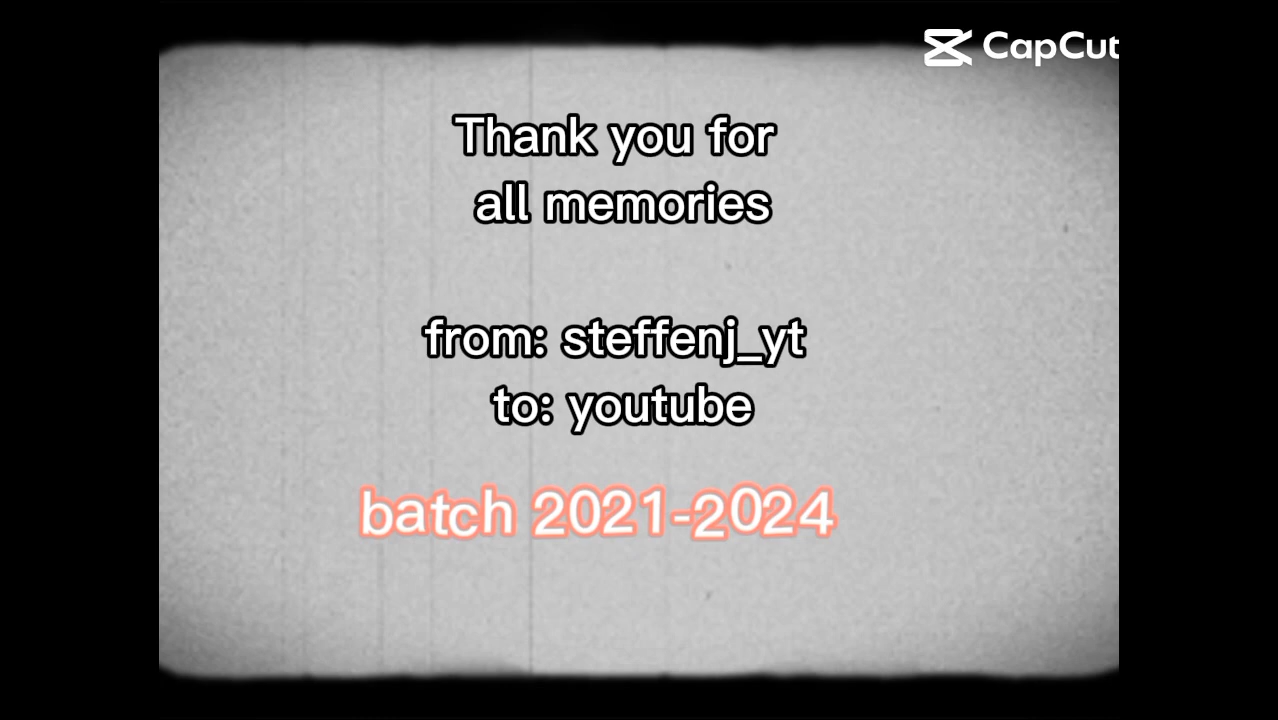 CapCut
Thank you for
all memories
from: steffenj_yt
to: youtube
batch 2021-2024